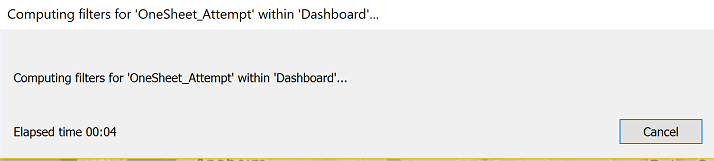 Computing filters for 'OneSheet_Attempt' within 'Dashboard'...
Computing filters for 'OneSheet_Attempt' within 'Dashboard'...
Elapsed time 00:04
Cancel